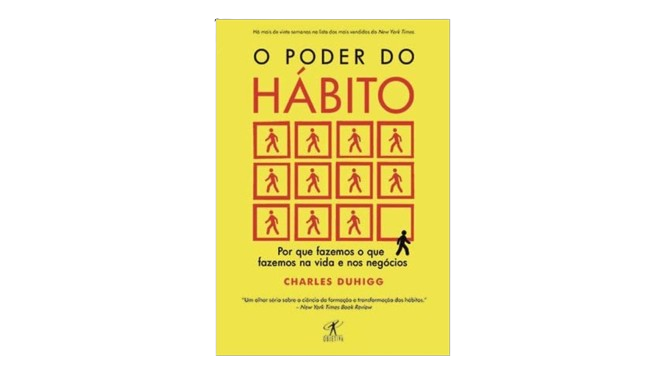 Há mais de vinte semanas na lista dos mais vendidos do New York Times
O PODER DO
HÁBITO
Por que fazemos o que
fazemos na vida e nos negócios
CHARLES DUHIGG
"Um olhar sério sobre a ciência da formação e transformação dos hábitos."
– New York Times Book Review
OBJETIVA